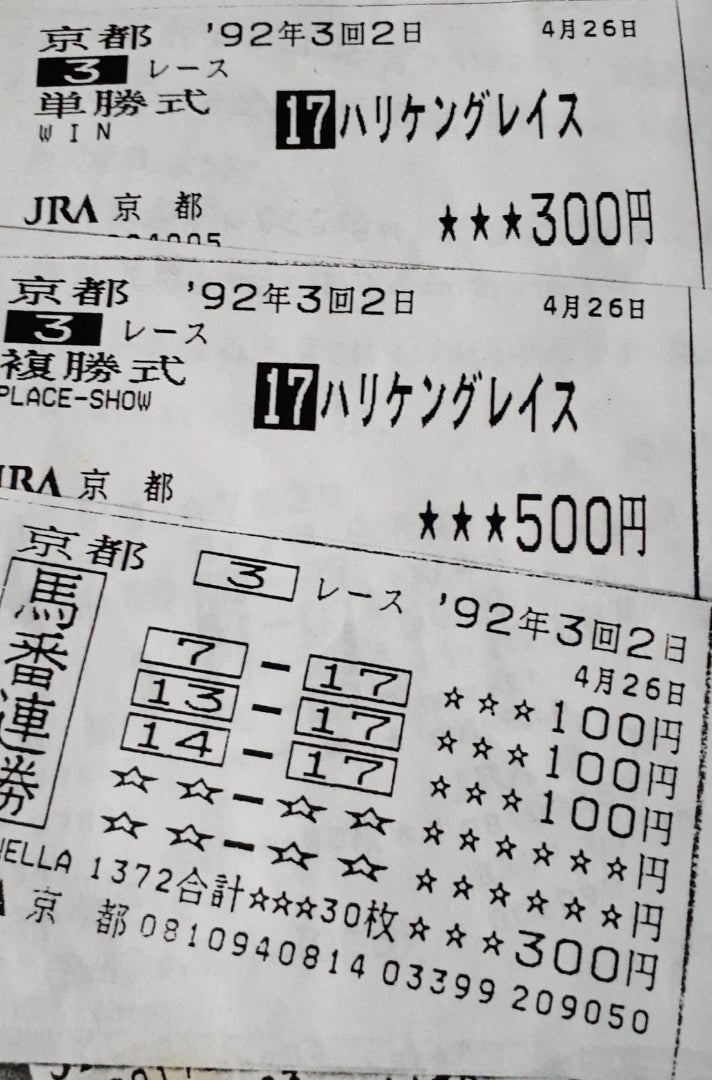 京都 '92年3回2日 4月26日
3 レース
単勝式
WIN
17 ハリケングレイス
JRA 京都 ★★★300円
京都 '92年3回2日 4月26日
3 レース
複勝式
PLACE-SHOW
17 ハリケングレイス
JRA 京都 ★★★500円
京都 3 レース '92年3回2日
4月26日
馬番連勝
7-17 ☆☆☆100円
13-17 ☆☆☆100円
14-17 ☆☆☆100円
☆☆-☆☆ ☆☆☆☆☆☆円
☆☆-☆☆ ☆☆☆☆☆☆円
1372 合計☆☆☆30枚☆☆☆300円
京都 0810940814 03399 209050